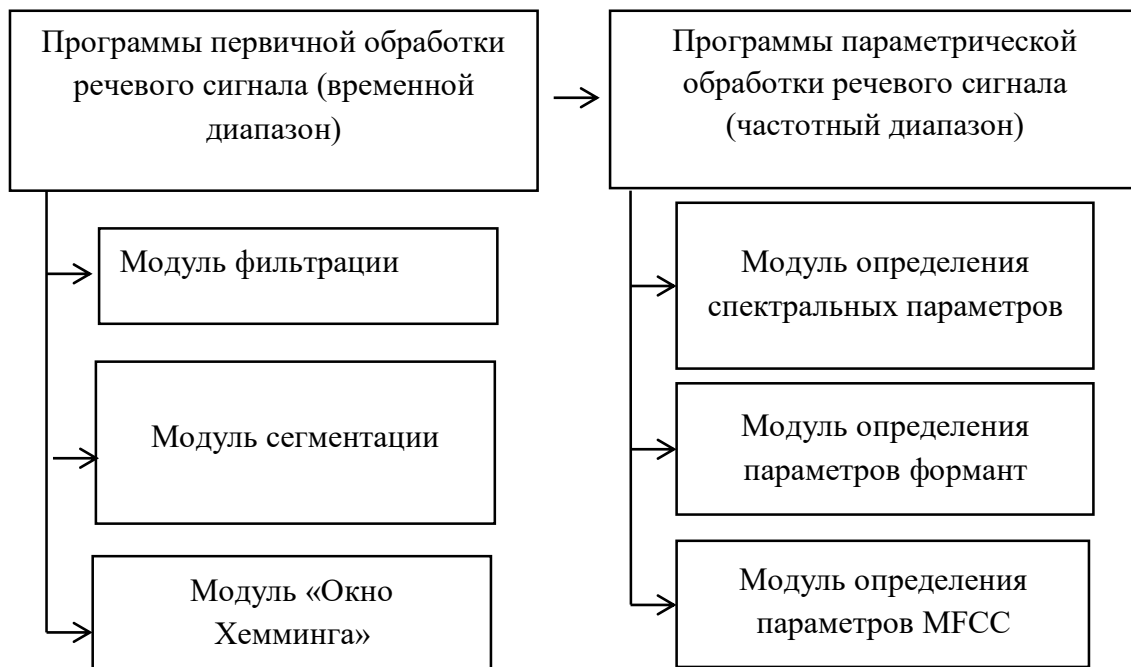 Программы первичной обработки
речевого сигнала (временной
диапазон)
Программы параметрической
обработки речевого сигнала
(частотный диапазон)
Модуль фильтрации
Модуль сегментации
Модуль «Окно
Хемминга»
Модуль определения
спектральных параметров
Модуль определения
параметров формант
Модуль определения
параметров MFCC